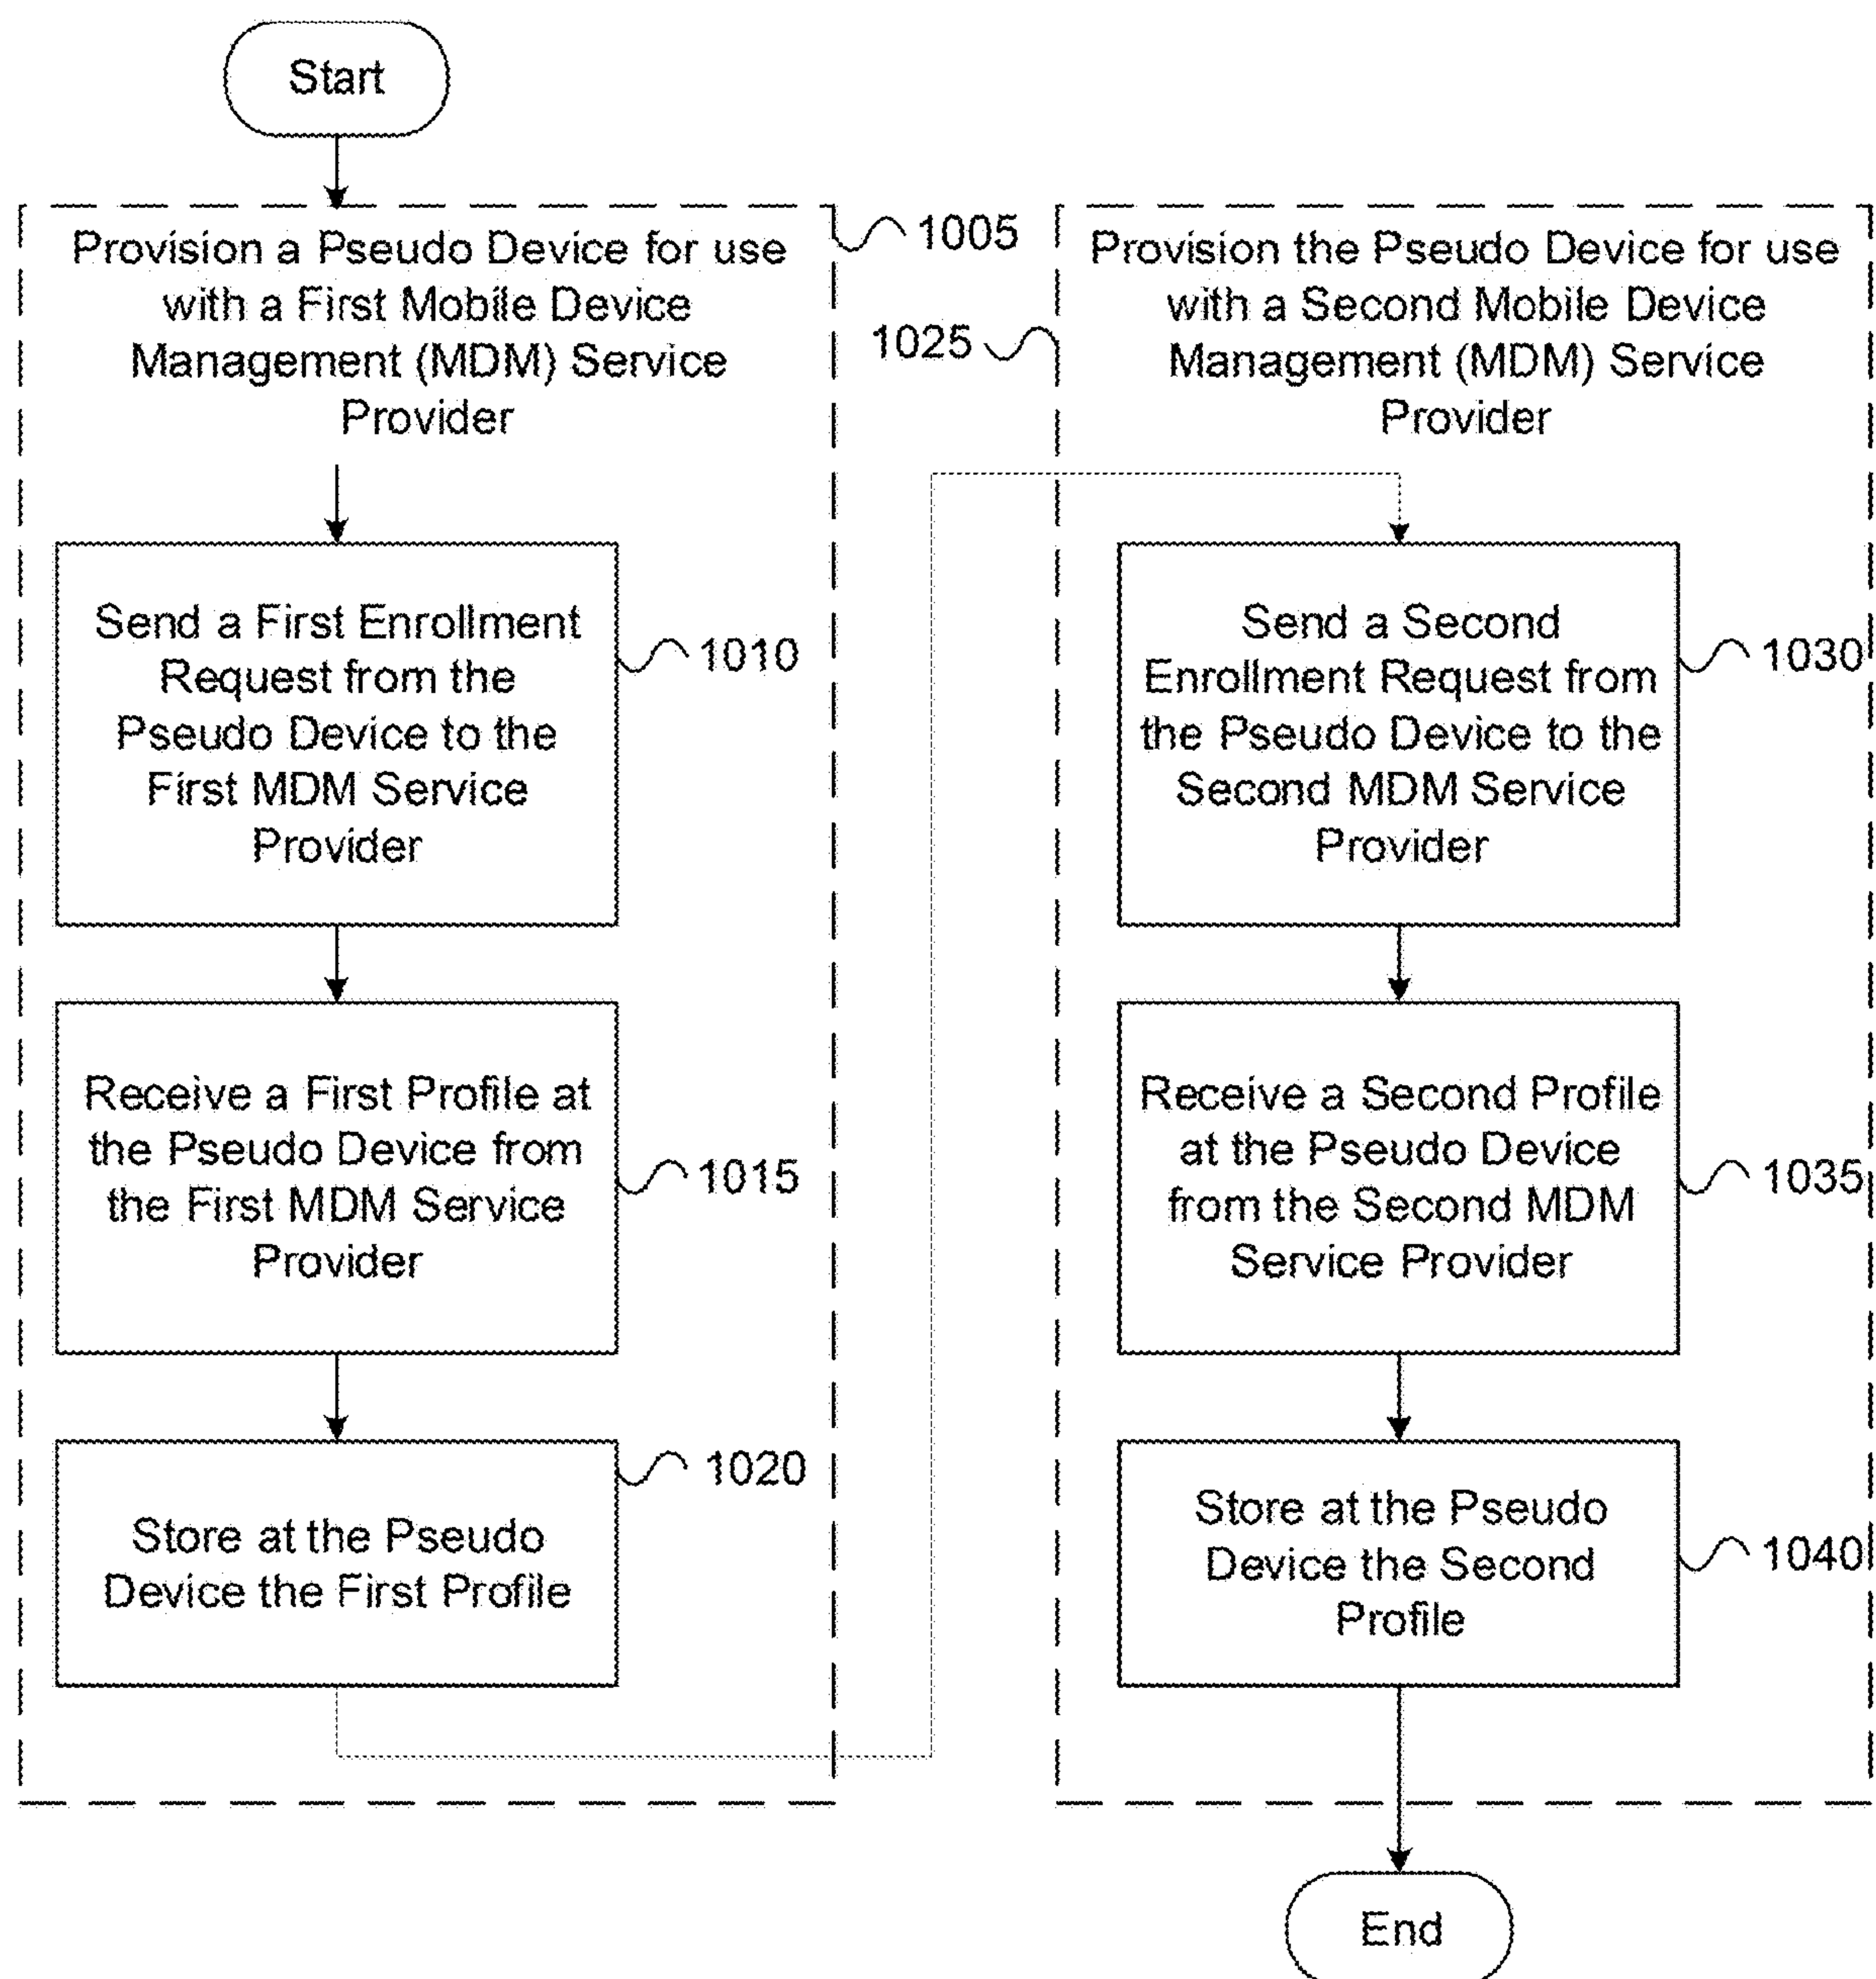 Start
Provision a Pseudo Device for use
with a First Mobile Device
Management (MDM) Service
Provider
1005
Send a First Enrollment
Request from the
Pseudo Device to the
First MDM Service
Provider
1010
Receive a First Profile at
the Pseudo Device from
the First MDM Service
Provider
1015
Store at the Pseudo
Device the First Profile
1020
Provision the Pseudo Device for use
with a Second Mobile Device
Management (MDM) Service
Provider
1025
Send a Second
Enrollment Request from
the Pseudo Device to the
Second MDM Service
Provider
1030
Receive a Second Profile
at the Pseudo Device
from the Second MDM
Service Provider
1035
Store at the Pseudo
Device the Second
Profile
1040
End